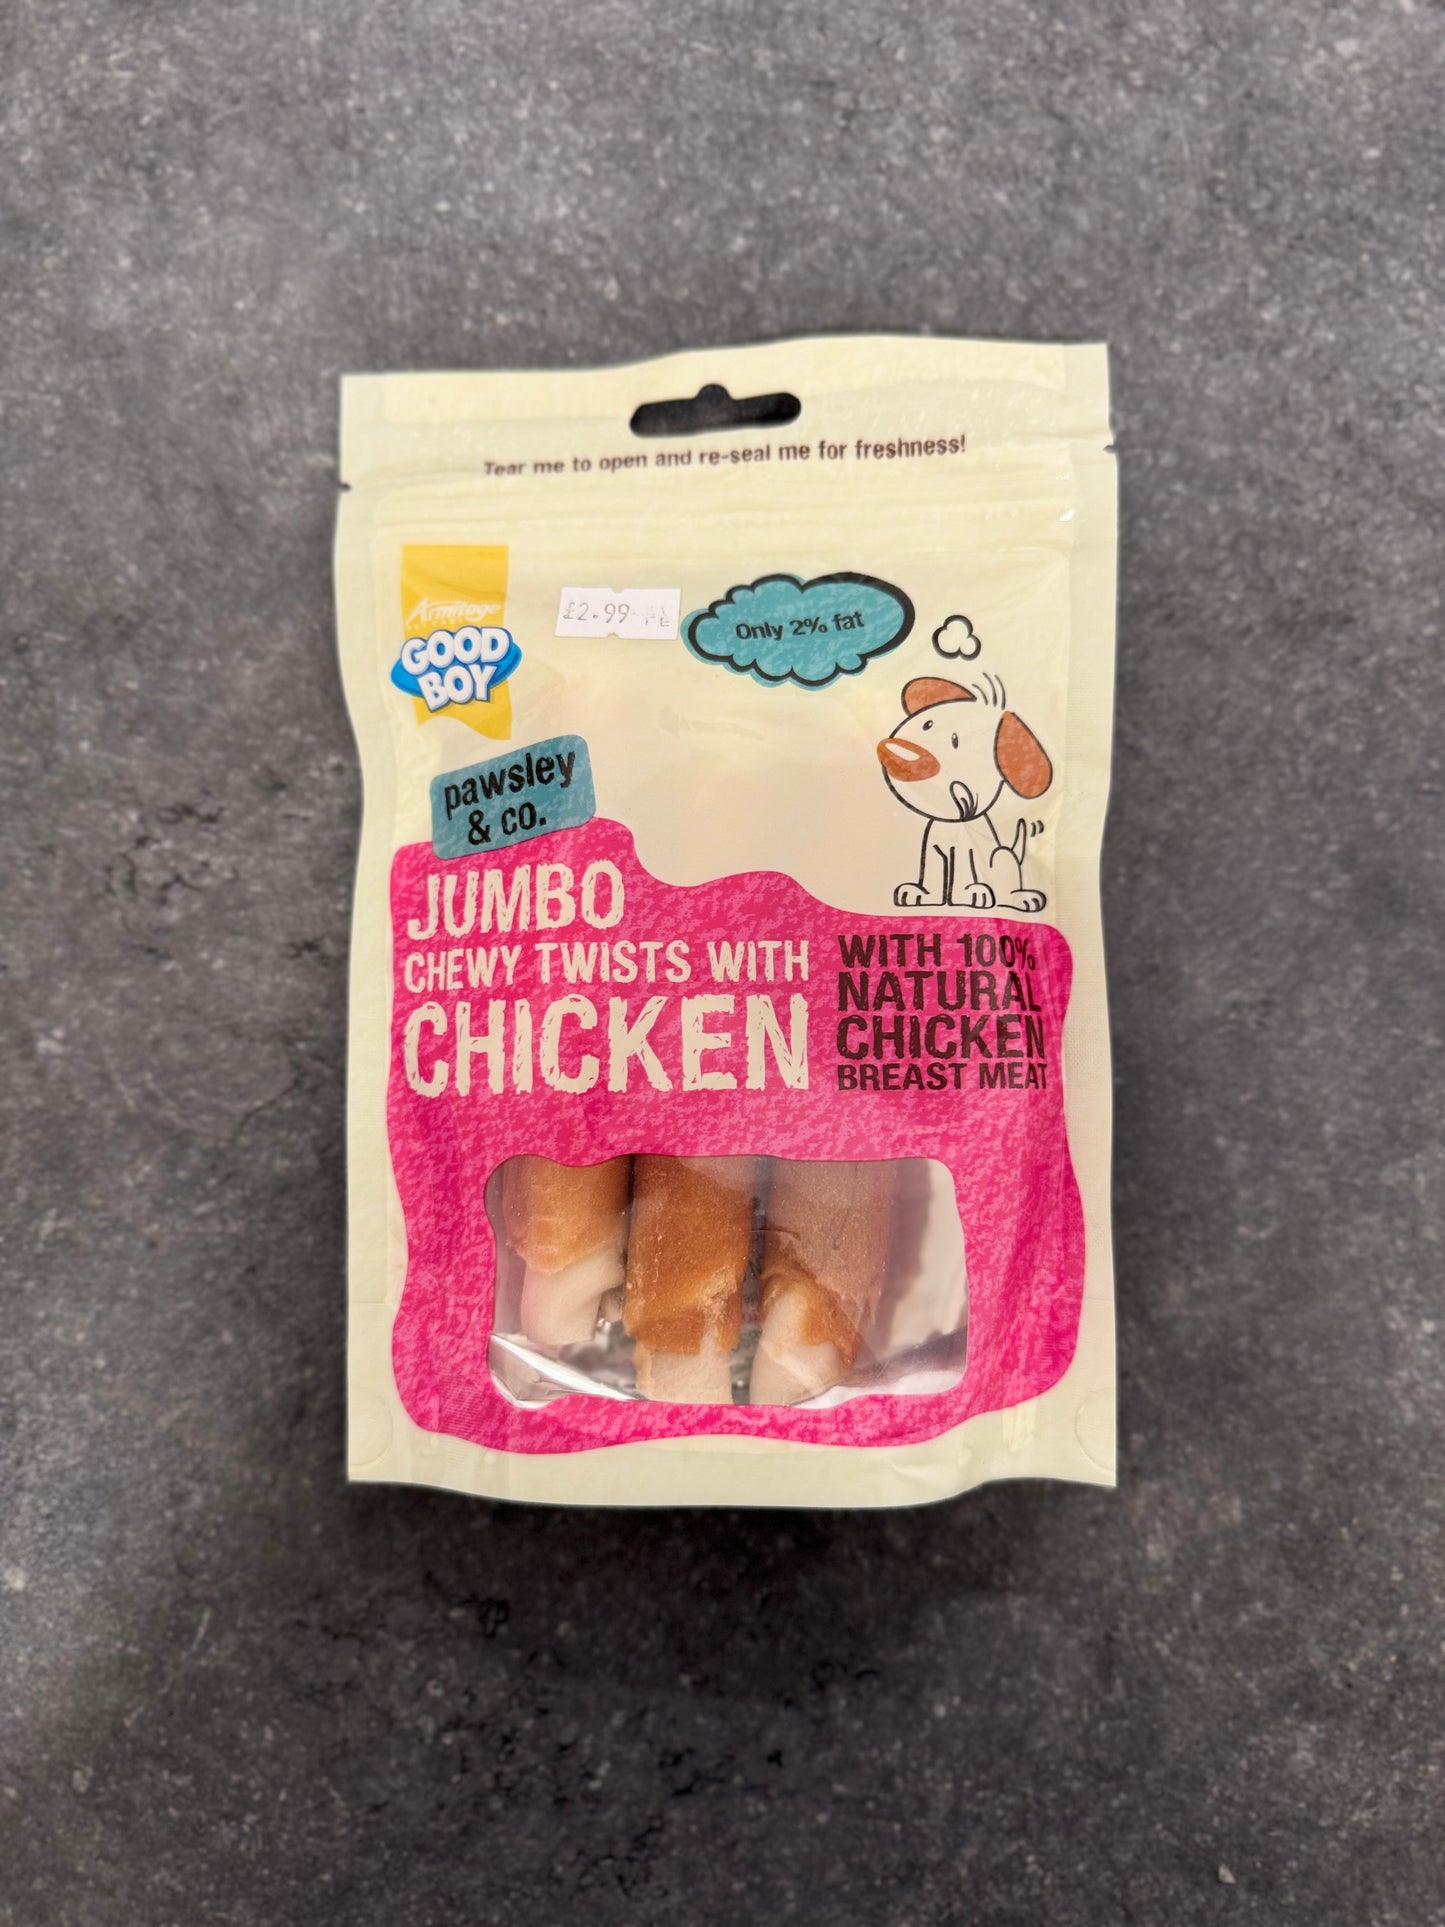 Tear me to open and re-seal me for freshness!
Armitage
GOOD
BOY
£2.99
Only 2% fat
pawsley
& co.
JUMBO
CHEWY TWISTS WITH
CHICKEN
WITH 100%
NATURAL
CHICKEN
BREAST MEAT